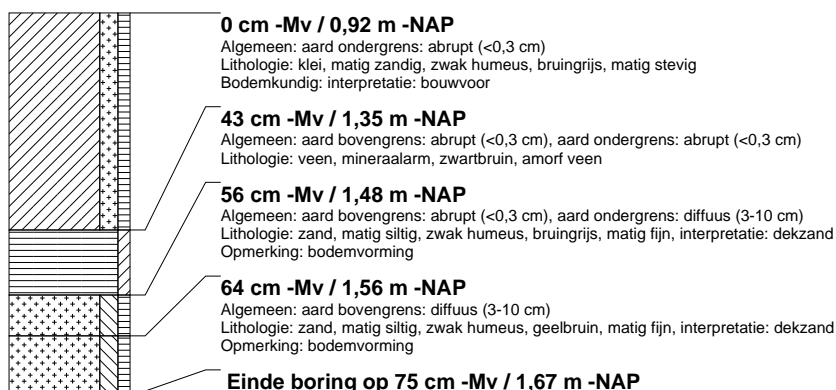 0 cm -Mv / 0,92 m -NAP
Algemeen: aard ondergrens: abrupt (<0,3 cm)
Lithologie: klei, matig zandig, zwak humeus, bruingrijs, matig stevig
Bodemkundig: interpretatie: bouwvoor
43 cm -Mv / 1,35 m -NAP
Algemeen: aard bovengrens: abrupt (<0,3 cm), aard ondergrens: abrupt (<0,3 cm)
Lithologie: veen, mineraalarm, zwartbruin, amorf veen
56 cm -Mv / 1,48 m -NAP
Algemeen: aard bovengrens: abrupt (<0,3 cm), aard ondergrens: diffuus (3-10 cm)
Lithologie: zand, matig siltig, zwak humeus, bruingrijs, matig fijn, interpretatie: dekzand
Opmerking: bodemvorming
64 cm -Mv / 1,56 m -NAP
Algemeen: aard bovengrens: diffuus (3-10 cm)
Lithologie: zand, matig siltig, zwak humeus, geelbruin, matig fijn, interpretatie: dekzand
Opmerking: bodemvorming
Einde boring op 75 cm -Mv / 1,67 m -NAP